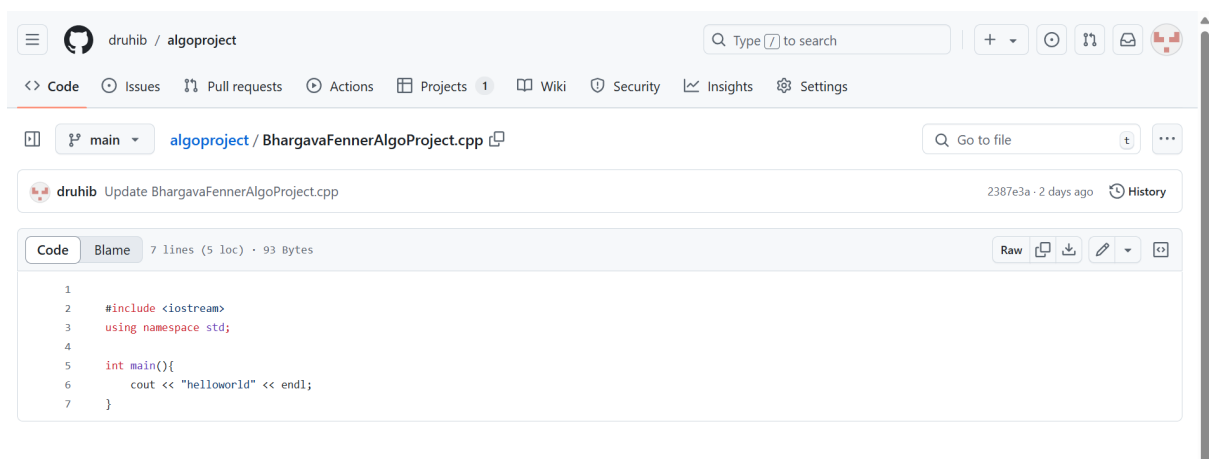 druhib / algoproject
Type / to search
Code Issues Pull requests Actions Projects 1 Wiki Security Insights Settings
main algoproject / BhargavaFennerAlgoProject.cpp Go to file t
druhib Update BhargavaFennerAlgoProject.cpp 2387e3a · 2 days ago History
Code Blame 7 lines (5 loc) · 93 Bytes Raw
1
2 #include <iostream>
3 using namespace std;
4
5 int main(){
6 cout << "helloworld" << endl;
7 }